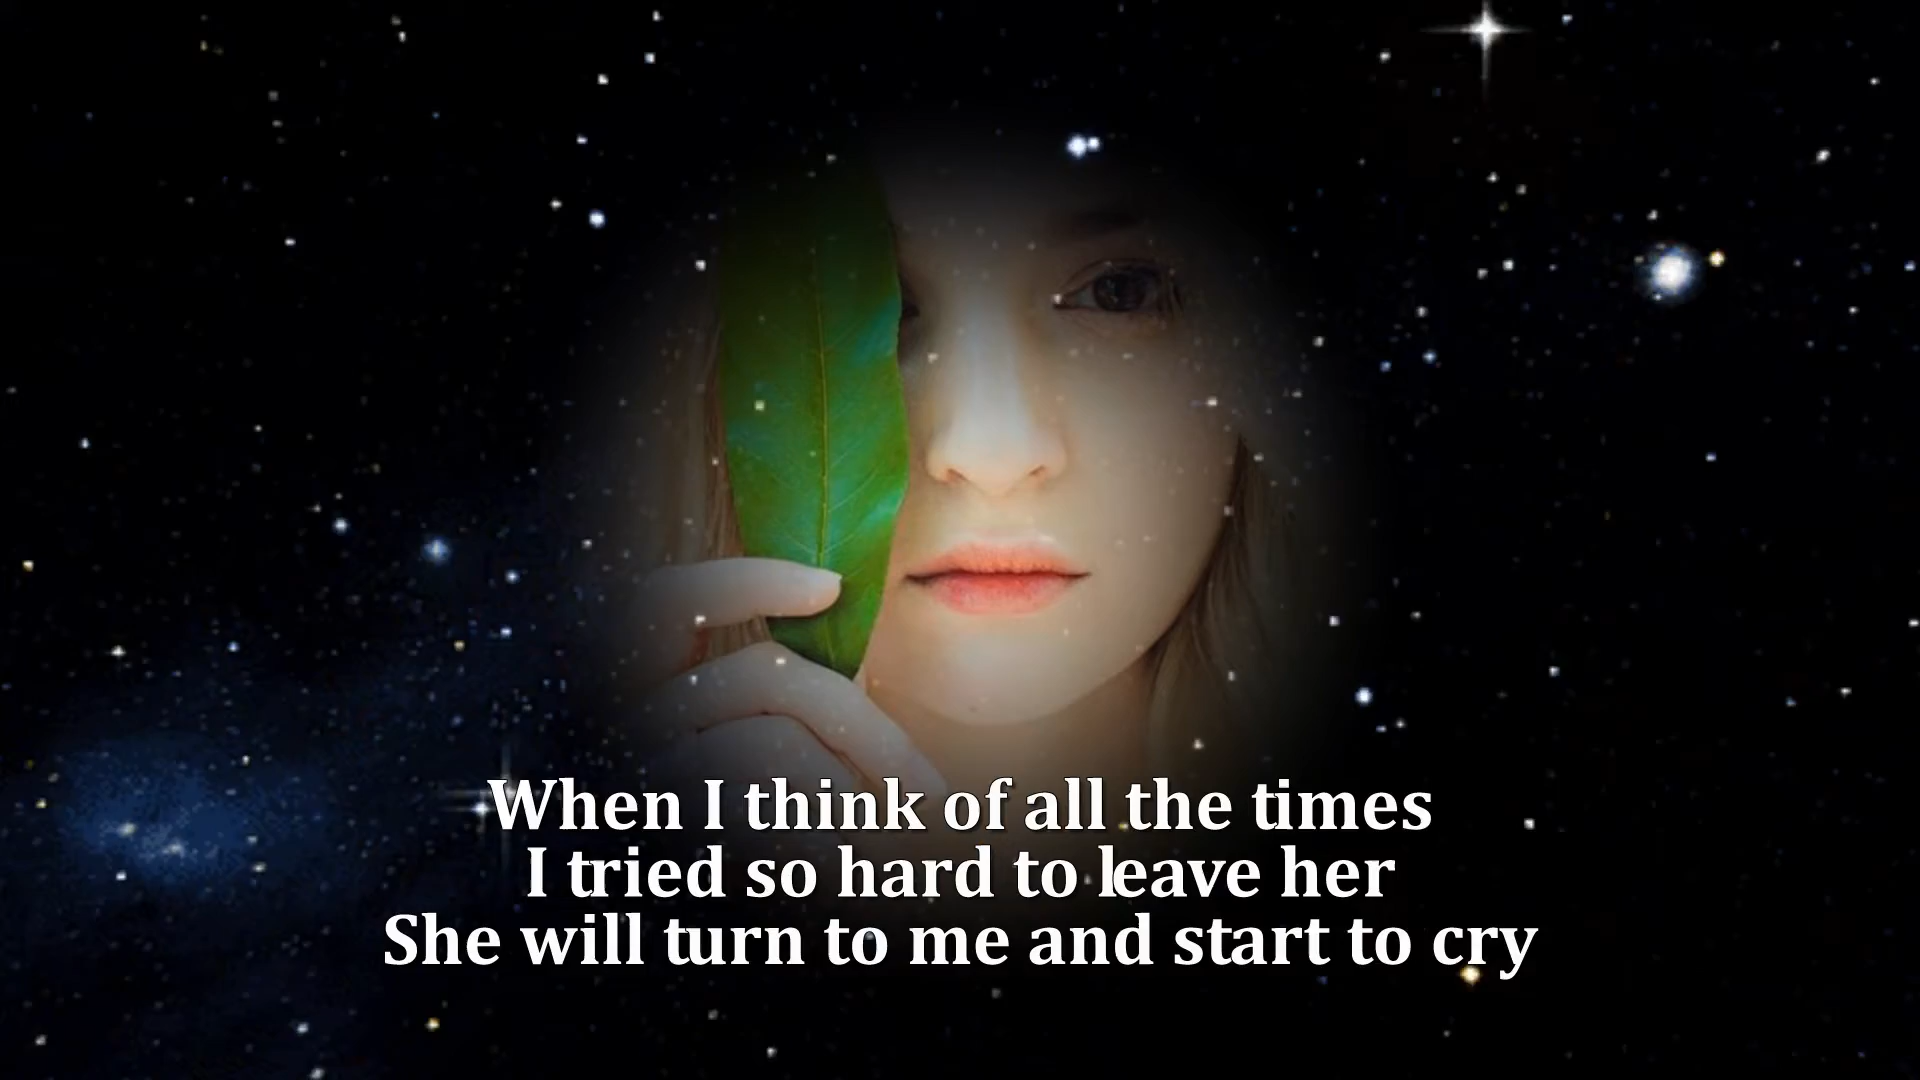 When I think of all the times
I tried so hard to leave her
She will turn to me and start to cry